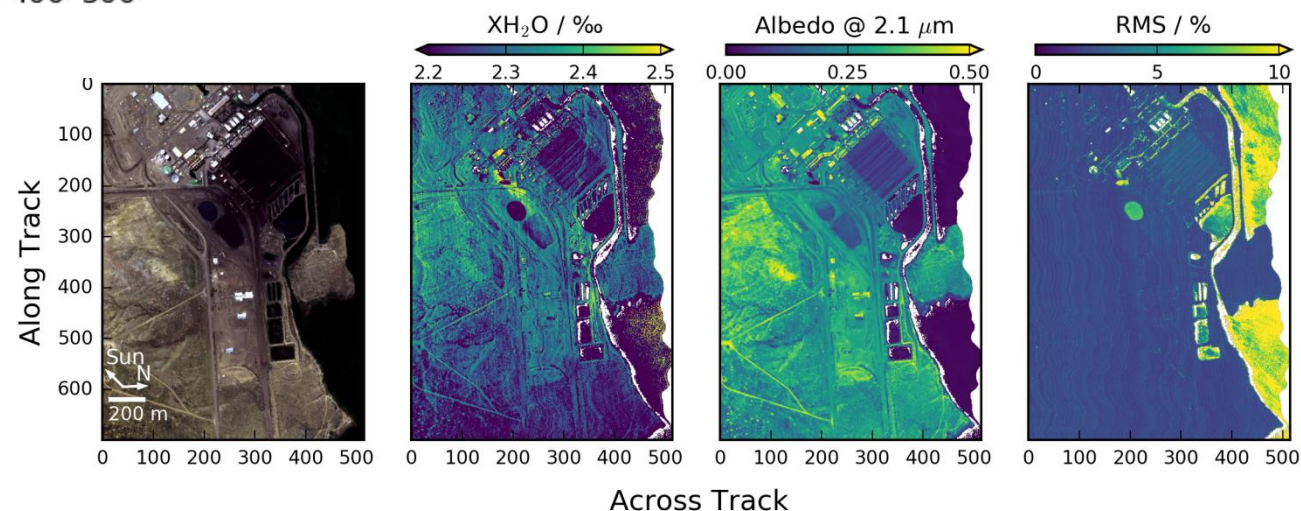 XH₂O / ‰ Albedo @ 2.1 μm RMS / %
2.2 2.3 2.4 2.5 0.00 0.25 0.50 0 5 10
0
100
200
300
400
500
600
Along Track
Sun
N
200 m
0 100 200 300 400 500 0 100 200 300 400 500 0 100 200 300 400 500 0 100 200 300 400 500
Across Track